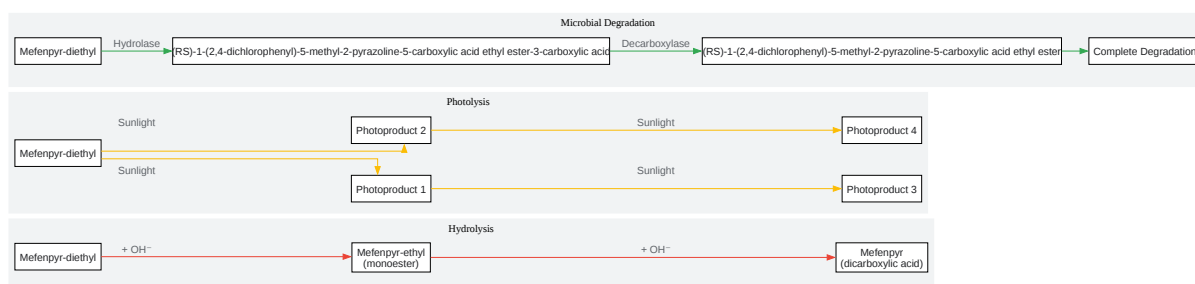 Microbial Degradation
Mefenpyr-diethyl
Hydrolase
(RS)-1-(2,4-dichlorophenyl)-5-methyl-2-pyrazoline-5-carboxylic acid ethyl ester-3-carboxylic acid
Decarboxylase
(RS)-1-(2,4-dichlorophenyl)-5-methyl-2-pyrazoline-5-carboxylic acid ethyl ester
Complete Degradation
Photolysis
Sunlight
Photoproduct 2
Sunlight
Photoproduct 4
Mefenpyr-diethyl
Sunlight
Photoproduct 1
Sunlight
Photoproduct 3
Hydrolysis
Mefenpyr-diethyl
+ OH⁻
Mefenpyr-ethyl
(monoester)
+ OH⁻
Mefenpyr
(dicarboxylic acid)